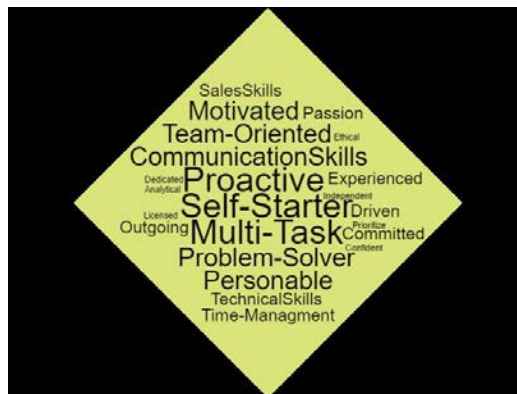 SalesSkills
Motivated Passion
Team-Oriented Ethical
CommunicationSkills
Dedicated Proactive Experienced
Analytical
Independent
Self-Starter Driven
Licensed
Prioritize
Outgoing Multi-Task Committed
Confident
Problem-Solver
Personable
TechnicalSkills
Time-Managment